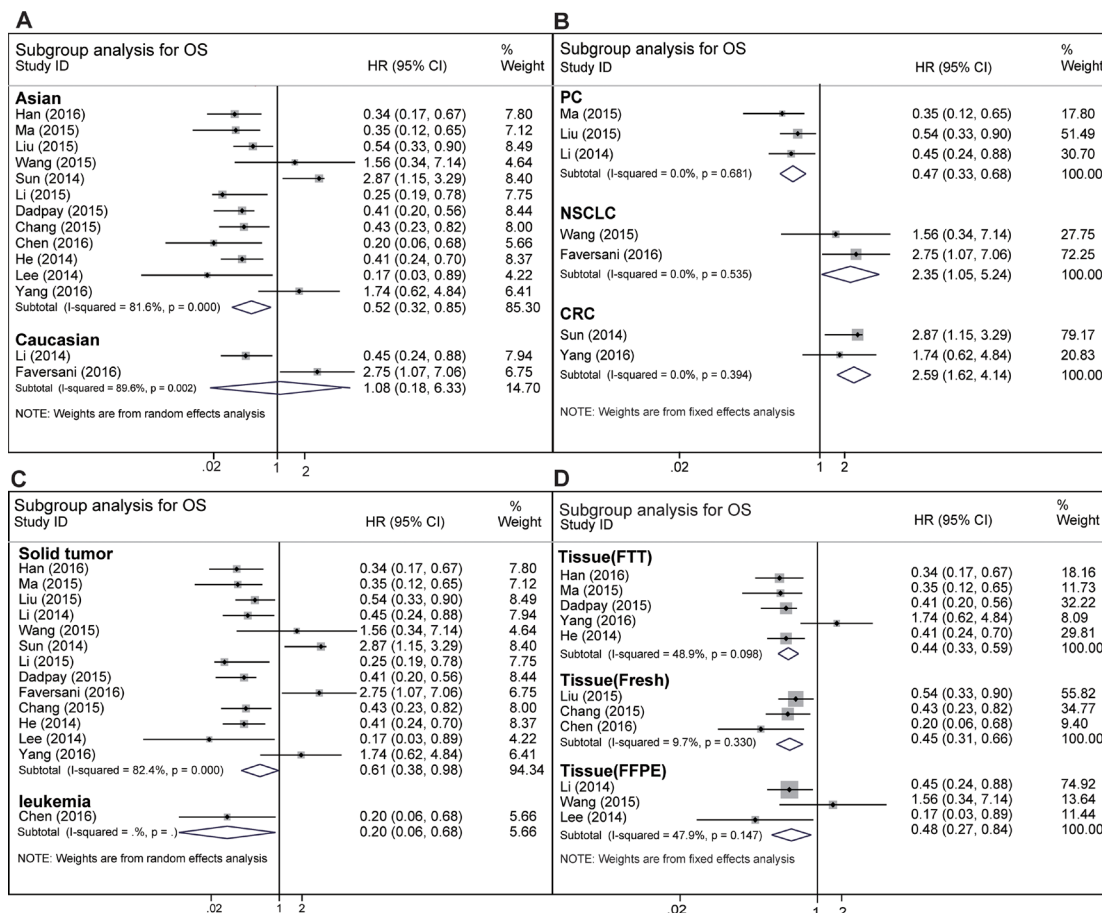 A
Subgroup analysis for OS %
Study ID HR (95% CI) Weight
Asian
Han (2016) 0.34 (0.17, 0.67) 7.80
Ma (2015) 0.35 (0.12, 0.65) 7.12
Liu (2015) 0.54 (0.33, 0.90) 8.49
Wang (2015) 1.56 (0.34, 7.14) 4.64
Sun (2014) 2.87 (1.15, 3.29) 8.40
Li (2015) 0.25 (0.19, 0.78) 7.75
Dadpay (2015) 0.41 (0.20, 0.56) 8.44
Chang (2015) 0.43 (0.23, 0.82) 8.00
Chen (2016) 0.20 (0.06, 0.68) 5.66
He (2014) 0.41 (0.24, 0.70) 8.37
Lee (2014) 0.17 (0.03, 0.89) 4.22
Yang (2016) 1.74 (0.62, 4.84) 6.41
Subtotal (I-squared = 81.6%, p = 0.000) 0.52 (0.32, 0.85) 85.30
Caucasian
Li (2014) 0.45 (0.24, 0.88) 7.94
Faversani (2016) 2.75 (1.07, 7.06) 6.75
Subtotal (I-squared = 89.6%, p = 0.002) 1.08 (0.18, 6.33) 14.70
NOTE: Weights are from random effects analysis
.02 1 2
B
Subgroup analysis for OS %
Study ID HR (95% CI) Weight
PC
Ma (2015) 0.35 (0.12, 0.65) 17.80
Liu (2015) 0.54 (0.33, 0.90) 51.49
Li (2014) 0.45 (0.24, 0.88) 30.70
Subtotal (I-squared = 0.0%, p = 0.681) 0.47 (0.33, 0.68) 100.00
NSCLC
Wang (2015) 1.56 (0.34, 7.14) 27.75
Faversani (2016) 2.75 (1.07, 7.06) 72.25
Subtotal (I-squared = 0.0%, p = 0.535) 2.35 (1.05, 5.24) 100.00
CRC
Sun (2014) 2.87 (1.15, 3.29) 79.17
Yang (2016) 1.74 (0.62, 4.84) 20.83
Subtotal (I-squared = 0.0%, p = 0.394) 2.59 (1.62, 4.14) 100.00
NOTE: Weights are from fixed effects analysis
.02 1 2
C
Subgroup analysis for OS %
Study ID HR (95% CI) Weight
Solid tumor
Han (2016) 0.34 (0.17, 0.67) 7.80
Ma (2015) 0.35 (0.12, 0.65) 7.12
Liu (2015) 0.54 (0.33, 0.90) 8.49
Li (2014) 0.45 (0.24, 0.88) 7.94
Wang (2015) 1.56 (0.34, 7.14) 4.64
Sun (2014) 2.87 (1.15, 3.29) 8.40
Li (2015) 0.25 (0.19, 0.78) 7.75
Dadpay (2015) 0.41 (0.20, 0.56) 8.44
Faversani (2016) 2.75 (1.07, 7.06) 6.75
Chang (2015) 0.43 (0.23, 0.82) 8.00
He (2014) 0.41 (0.24, 0.70) 8.37
Lee (2014) 0.17 (0.03, 0.89) 4.22
Yang (2016) 1.74 (0.62, 4.84) 6.41
Subtotal (I-squared = 82.4%, p = 0.000) 0.61 (0.38, 0.98) 94.34
leukemia
Chen (2016) 0.20 (0.06, 0.68) 5.66
Subtotal (I-squared = .%, p = .) 0.20 (0.06, 0.68) 5.66
NOTE: Weights are from random effects analysis
.02 1 2
D
Subgroup analysis for OS %
Study ID HR (95% CI) Weight
Tissue(FTT)
Han (2016) 0.34 (0.17, 0.67) 18.16
Ma (2015) 0.35 (0.12, 0.65) 11.73
Dadpay (2015) 0.41 (0.20, 0.56) 32.22
Yang (2016) 1.74 (0.62, 4.84) 8.09
He (2014) 0.41 (0.24, 0.70) 29.81
Subtotal (I-squared = 48.9%, p = 0.098) 0.44 (0.33, 0.59) 100.00
Tissue(Fresh)
Liu (2015) 0.54 (0.33, 0.90) 55.82
Chang (2015) 0.43 (0.23, 0.82) 34.77
Chen (2016) 0.20 (0.06, 0.68) 9.40
Subtotal (I-squared = 9.7%, p = 0.330) 0.45 (0.31, 0.66) 100.00
Tissue(FFPE)
Li (2014) 0.45 (0.24, 0.88) 74.92
Wang (2015) 1.56 (0.34, 7.14) 13.64
Lee (2014) 0.17 (0.03, 0.89) 11.44
Subtotal (I-squared = 47.9%, p = 0.147) 0.48 (0.27, 0.84) 100.00
NOTE: Weights are from fixed effects analysis
.02 1 2